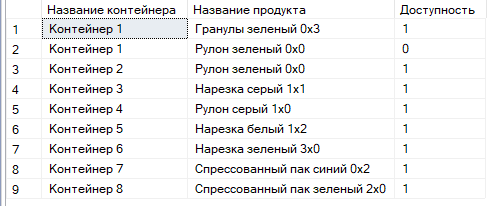 Название контейнера Название продукта Доступность
1 Контейнер 1 Гранулы зеленый 0x3 1
2 Контейнер 1 Рулон зеленый 0x0 0
3 Контейнер 2 Рулон зеленый 0x0 1
4 Контейнер 3 Нарезка серый 1x1 1
5 Контейнер 4 Рулон серый 1x0 1
6 Контейнер 5 Нарезка белый 1x2 1
7 Контейнер 6 Нарезка зеленый 3x0 1
8 Контейнер 7 Спрессованный пак синий 0x2 1
9 Контейнер 8 Спрессованный пак зеленый 2x0 1